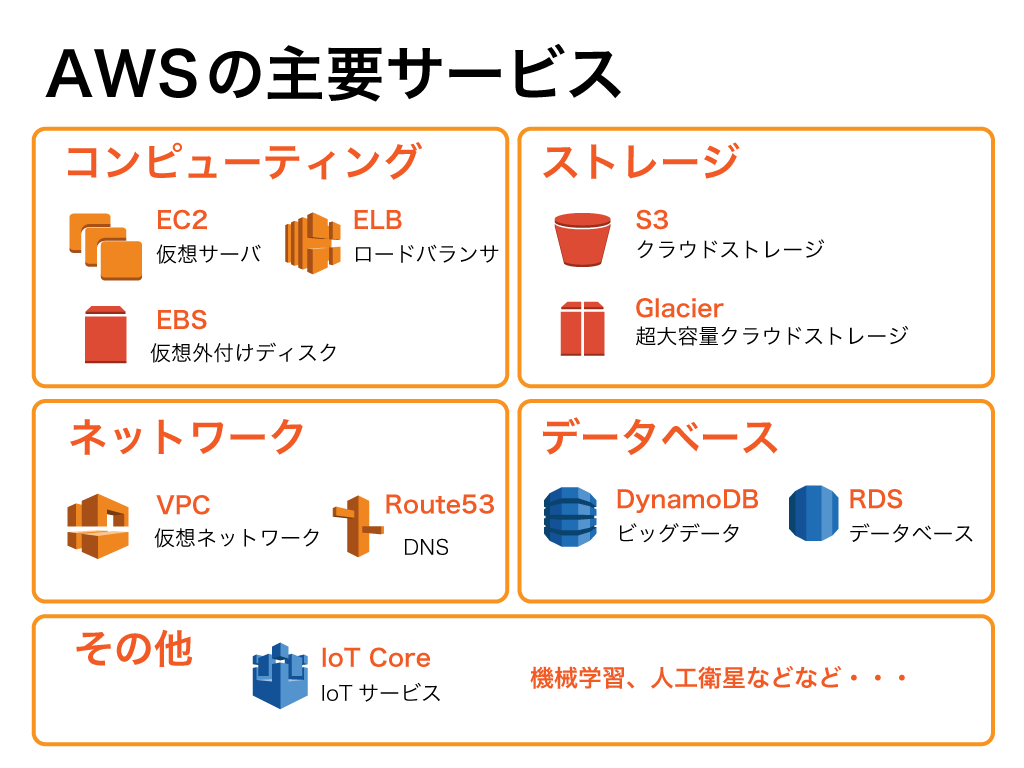 AWSの主要サービス
コンピューティング
EC2
仮想サーバ
ELB
ロードバランサ
EBS
仮想外付けディスク
ストレージ
S3
クラウドストレージ
Glacier
超大容量クラウドストレージ
ネットワーク
VPC
仮想ネットワーク
Route53
DNS
データベース
DynamoDB
ビッグデータ
RDS
データベース
その他
IoT Core
IoT サービス
機械学習、人工衛星などなど・・・